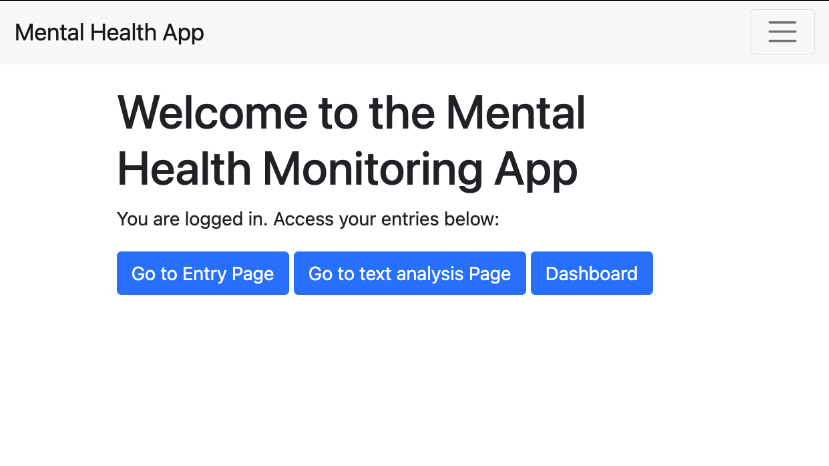 Mental Health App
Welcome to the Mental
Health Monitoring App
You are logged in. Access your entries below:
Go to Entry Page Go to text analysis Page Dashboard